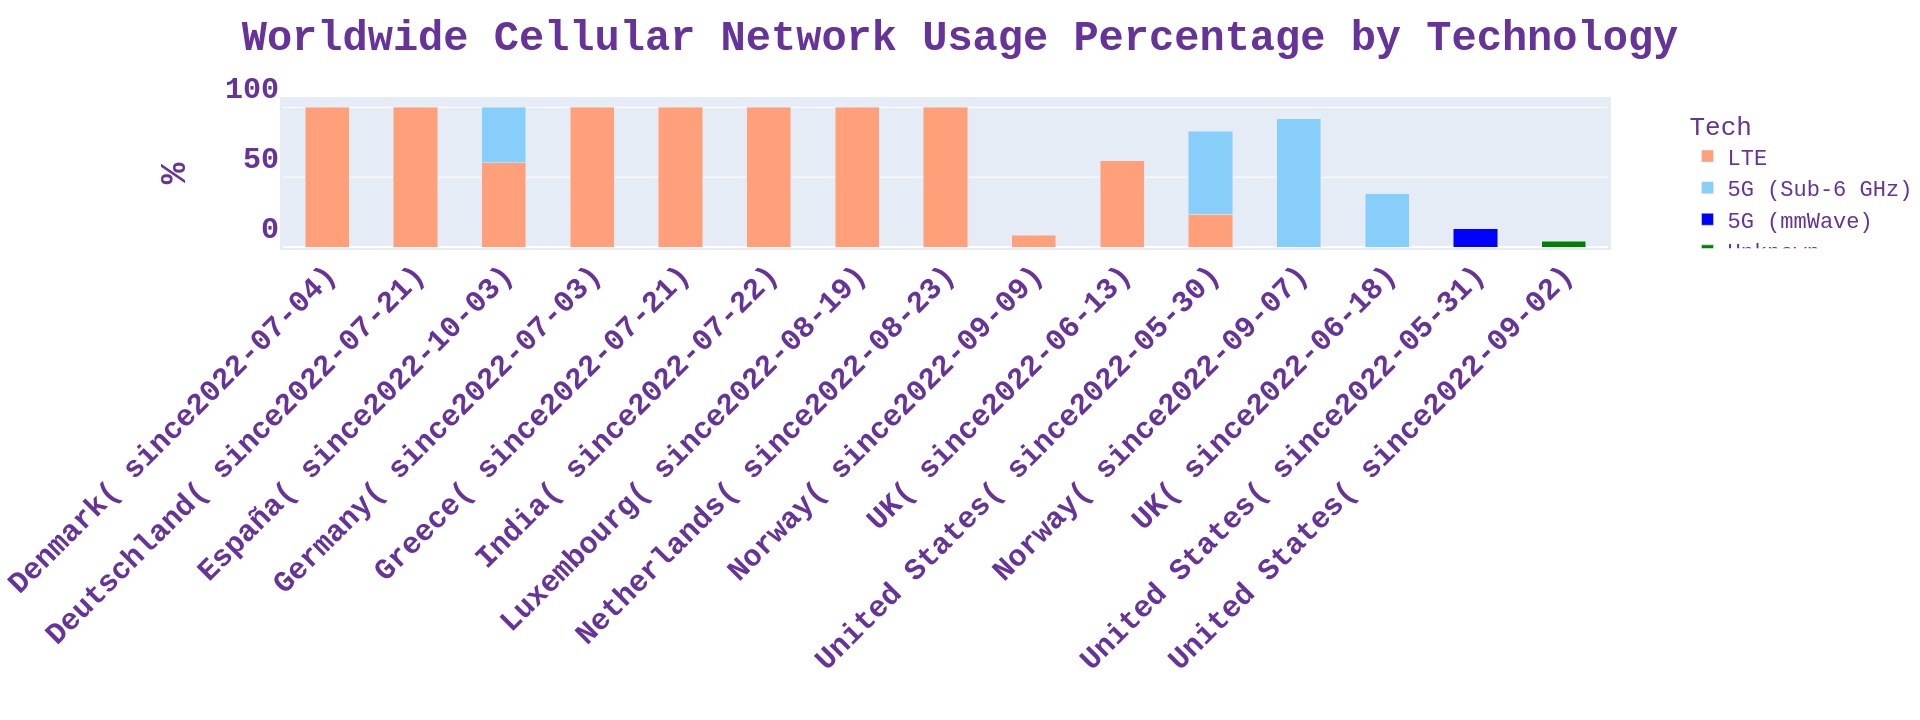 Worldwide Cellular Network Usage Percentage by Technology
100
50
0
%
Tech
LTE
5G (Sub-6 GHz)
5G (mmWave)
Denmark( since2022-07-04)
Deutschland( since2022-07-21)
España( since2022-10-03)
Germany( since2022-07-03)
Greece( since2022-07-21)
India( since2022-07-22)
Luxembourg( since2022-08-19)
Netherlands( since2022-08-23)
Norway( since2022-09-09)
UK( since2022-06-13)
United States( since2022-05-30)
Norway( since2022-09-07)
UK( since2022-06-18)
United States( since2022-05-31)
United States( since2022-09-02)